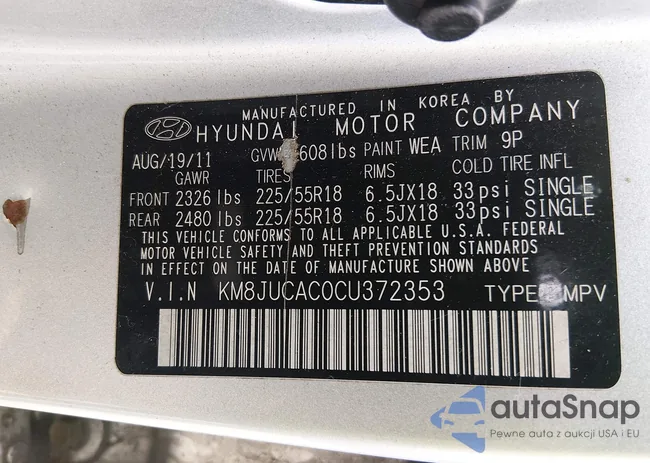 MANUFACTURED IN KOREA BY
HYUNDAI MOTOR COMPANY
AUG/19/11 GVWR 608lbs PAINT WEA TRIM 9P
GAWR TIRES RIMS COLD TIRE INFL
FRONT 2326 lbs 225/55R18 6.5JX18 33psi SINGLE
REAR 2480 lbs 225/55R18 6.5JX18 33psi SINGLE
THIS VEHICLE CONFORMS TO ALL APPLICABLE U.S.A. FEDERAL
MOTOR VEHICLE SAFETY AND THEFT PREVENTION STANDARDS
IN EFFECT ON THE DATE OF MANUFACTURE SHOWN ABOVE.
V.I.N KM8JUCAC0CU372353 TYPE MPV
autaSnap
Pewne auta z aukcji USA i EU